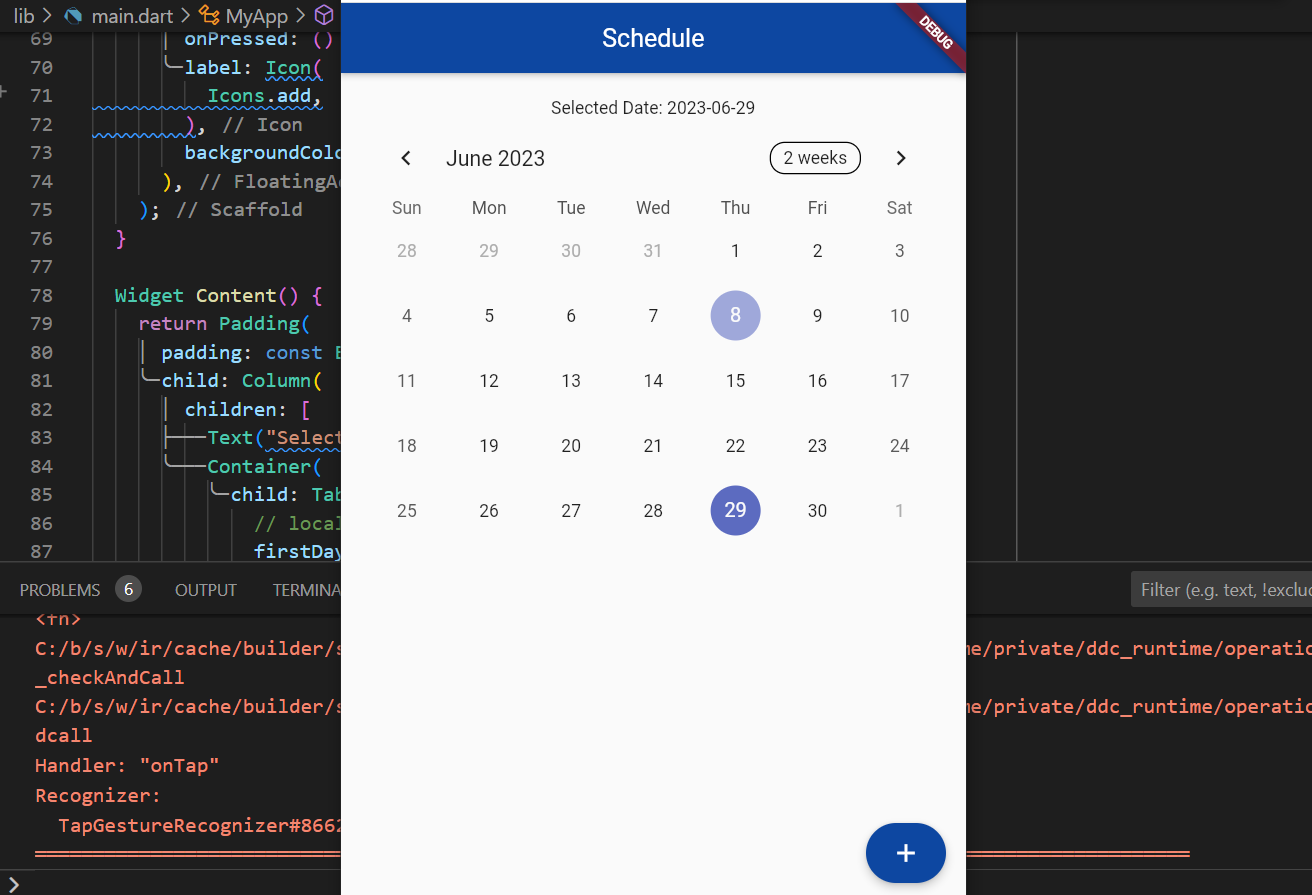 lib > main.dart > MyApp >
69 onPressed: ()
70 label: Icon(
71 Icons.add,
72 ), // Icon
73 backgroundColo
74 ), // FloatingAc
75 ); // Scaffold
76 }
77
78 Widget Content() {
79 return Padding(
80 padding: const E
81 child: Column(
82 children: [
83 Text("Select
84 Container(
85 child: Tab
86 // local
87 firstDay
PROBLEMS 6 OUTPUT TERMINA
Filter (e.g. text, !exclu
<fn>
C:/b/s/w/ir/cache/builder/s
me/private/ddc_runtime/operatio
_checkAndCall
C:/b/s/w/ir/cache/builder/s
me/private/ddc_runtime/operatio
dcall
Handler: "onTap"
Recognizer:
TapGestureRecognizer#8662
>
Schedule
DEBUG
Selected Date: 2023-06-29
< June 2023 2 weeks >
Sun Mon Tue Wed Thu Fri Sat
28 29 30 31 1 2 3
4 5 6 7 8 9 10
11 12 13 14 15 16 17
18 19 20 21 22 23 24
25 26 27 28 29 30 1
+